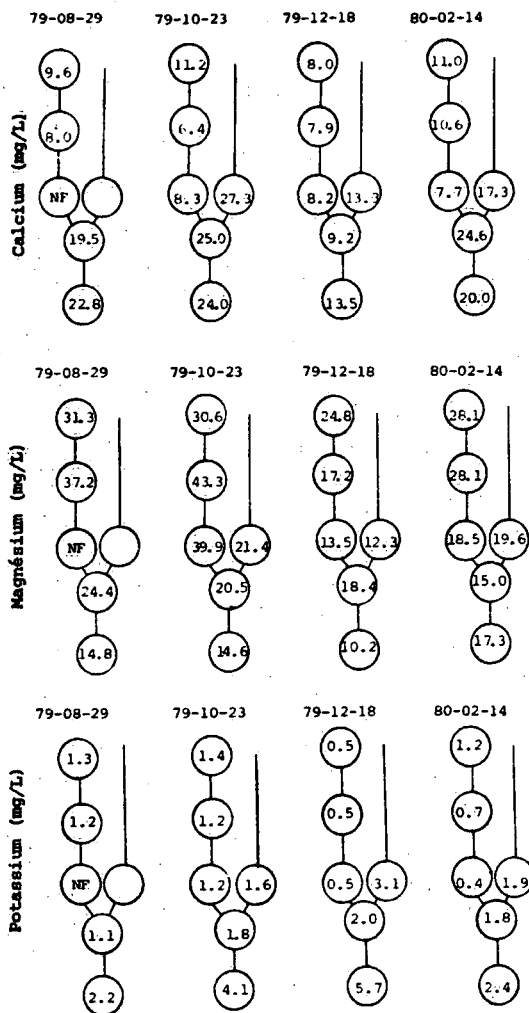 79-08-29 79-10-23 79-12-18 80-02-14
Calcium (mg/L)
9.6 11.2 8.0 11.0
8.0 6.4 7.9 10.6
NF 8.3 27.3 8.2 13.3 7.7 17.3
19.5 25.0 9.2 24.6
22.8 24.0 13.5 20.0
79-08-29 79-10-23 79-12-18 80-02-14
Magnésium (mg/L)
31.3 30.6 24.8 28.1
37.2 43.3 17.2 28.1
NF 39.9 21.4 13.5 12.3 18.5 19.6
24.4 20.5 18.4 15.0
14.8 14.6 10.2 17.3
79-08-29 79-10-23 79-12-18 80-02-14
Potassium (mg/L)
1.3 1.4 0.5 1.2
1.2 1.2 0.5 0.7
NF 1.2 1.6 0.5 3.1 0.4 1.9
1.1 1.8 2.0 1.8
2.2 4.1 5.7 2.4